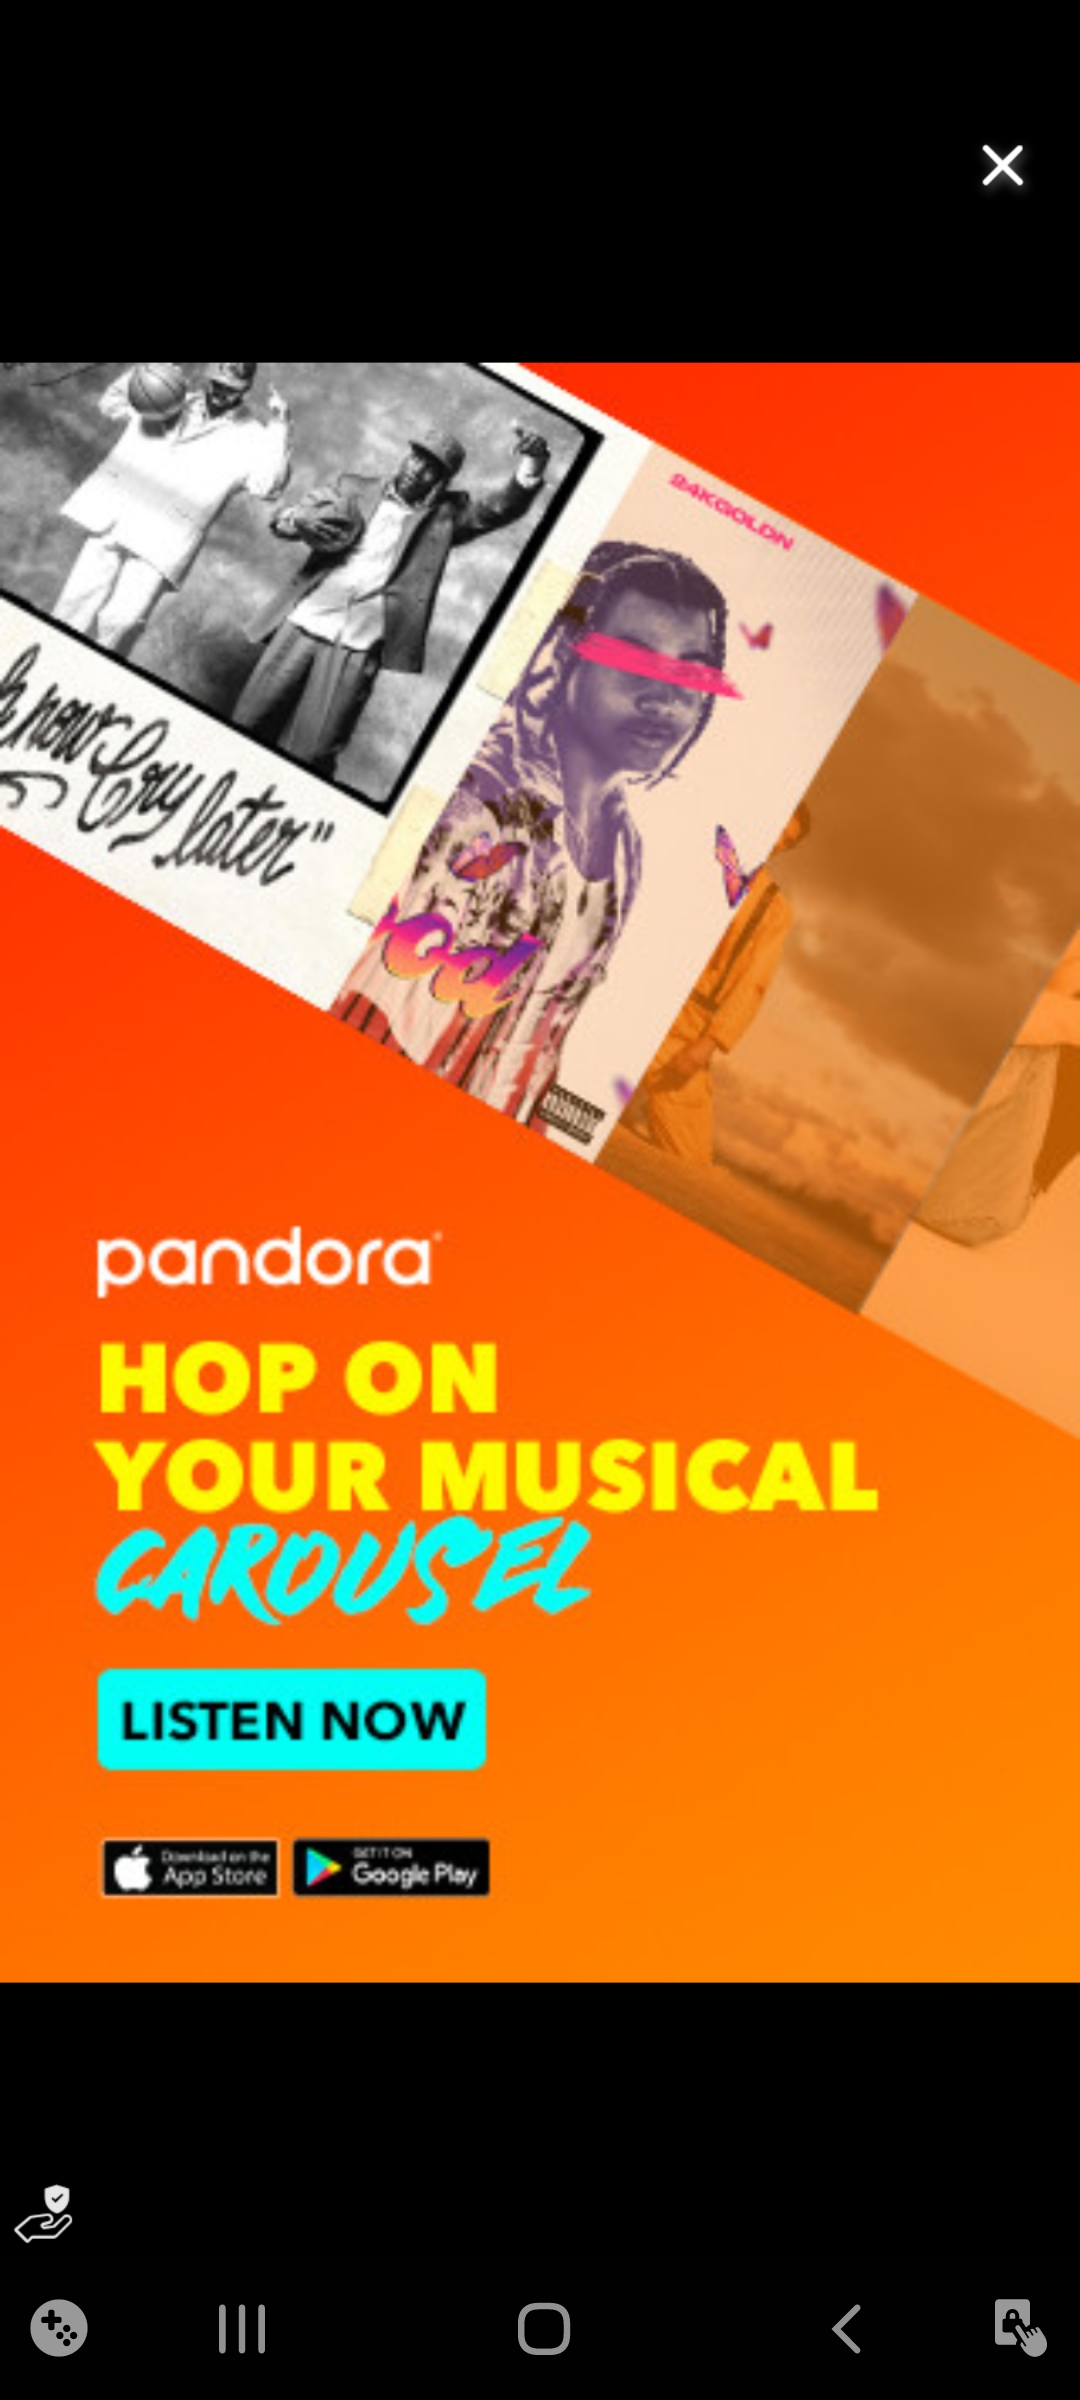 24KGOLDN
now Cry later"
ood
pandora
HOP ON
YOUR MUSICAL
CAROUSEL
LISTEN NOW
Download on the
App Store
GET IT ON
Google Play